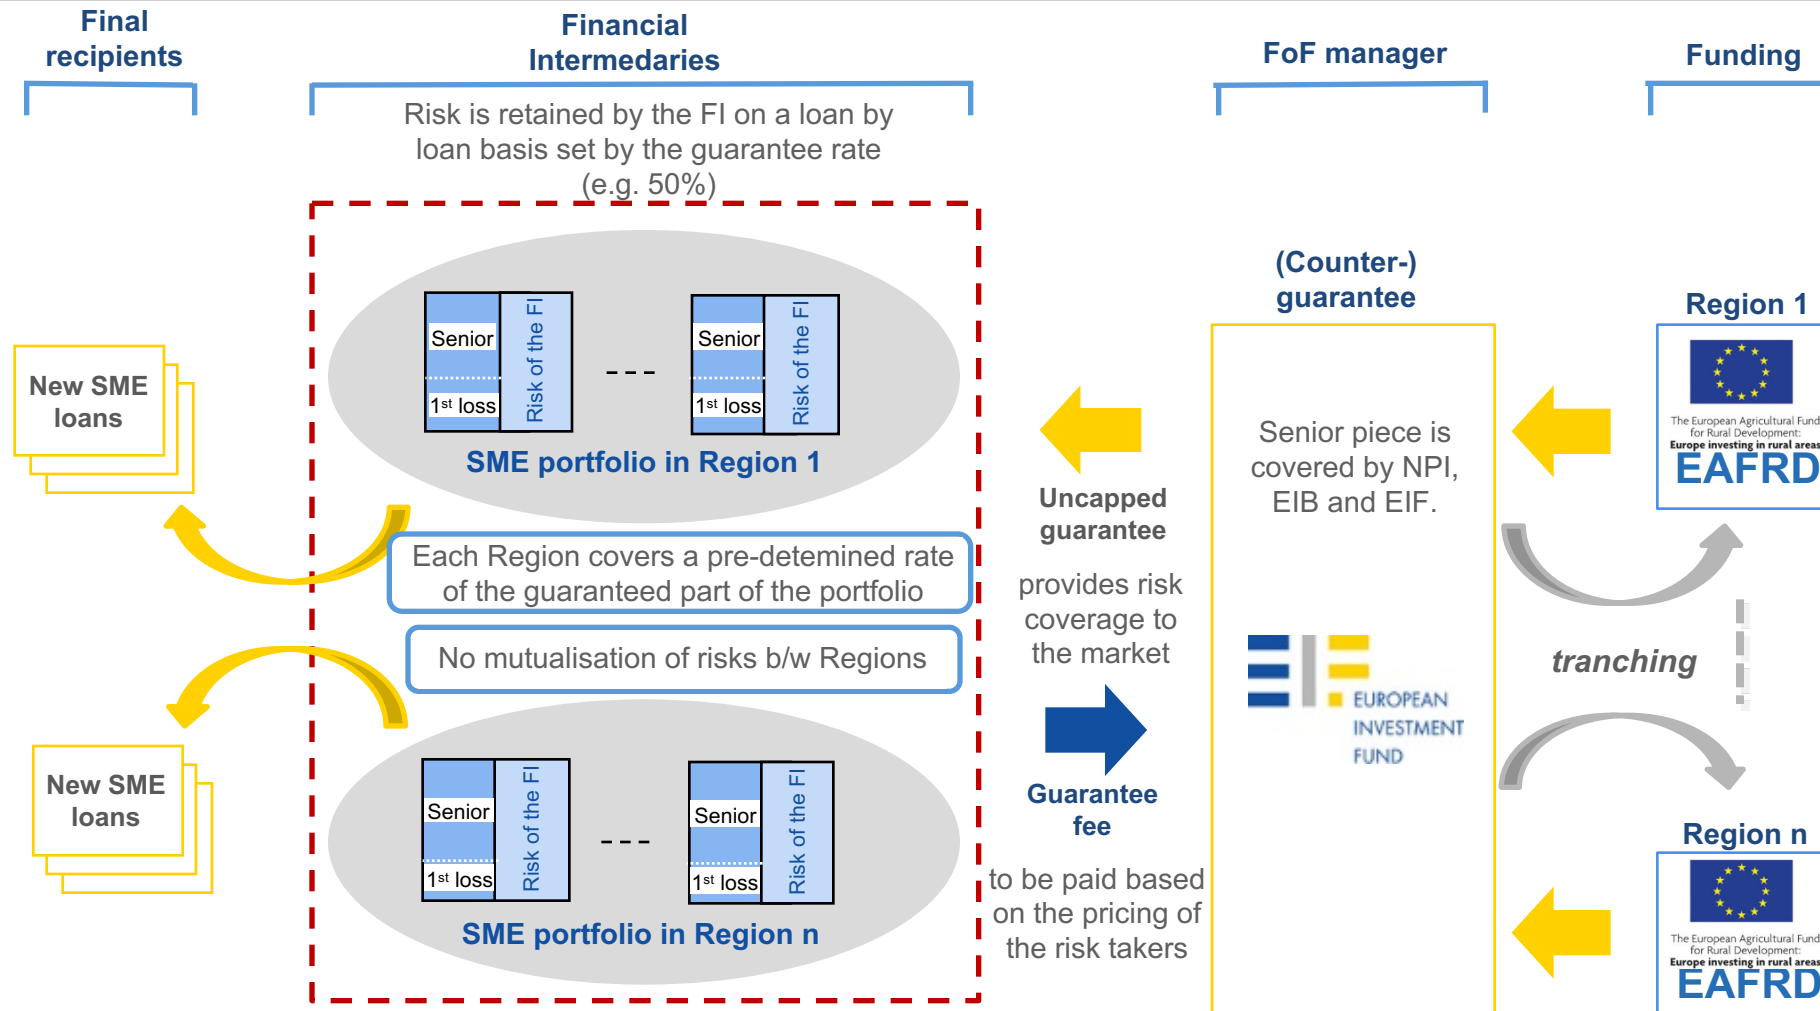 Final
recipients
Financial
Intermedaries
FoF manager
Funding
Risk is retained by the FI on a loan by
loan basis set by the guarantee rate
(e.g. 50%)
Senior
1st loss
Risk of the FI
- - -
Senior
1st loss
Risk of the FI
SME portfolio in Region 1
New SME
loans
Each Region covers a pre-detemined rate
of the guaranteed part of the portfolio
No mutualisation of risks b/w Regions
New SME
loans
Senior
1st loss
Risk of the FI
- - -
Senior
1st loss
Risk of the FI
SME portfolio in Region n
Uncapped
guarantee
provides risk
coverage to
the market
Guarantee
fee
to be paid based
on the pricing of
the risk takers
(Counter-)
guarantee
Senior piece is
covered by NPI,
EIB and EIF.
EIF
EUROPEAN
INVESTMENT
FUND
tranching
Region 1
The European Agricultural Fund
for Rural Development:
Europe investing in rural areas
EAFRD
Region n
The European Agricultural Fund
for Rural Development:
Europe investing in rural areas
EAFRD